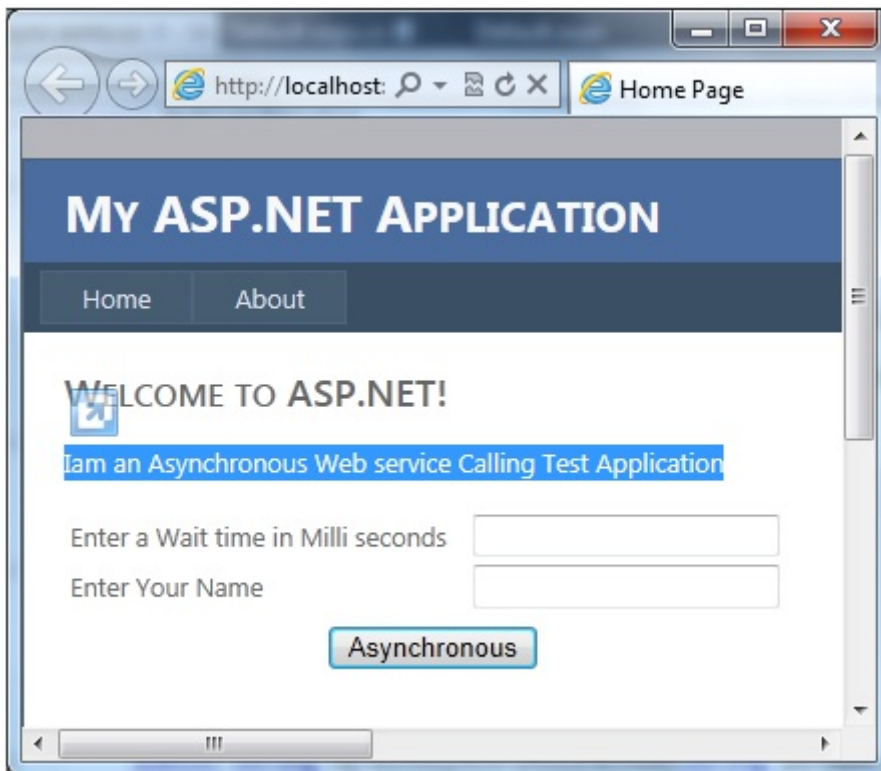 http://localhost:
Home Page
MY ASP.NET APPLICATION
Home
About
WELCOME TO ASP.NET!
Iam an Asynchronous Web service Calling Test Application
Enter a Wait time in Milli seconds
Enter Your Name
Asynchronous